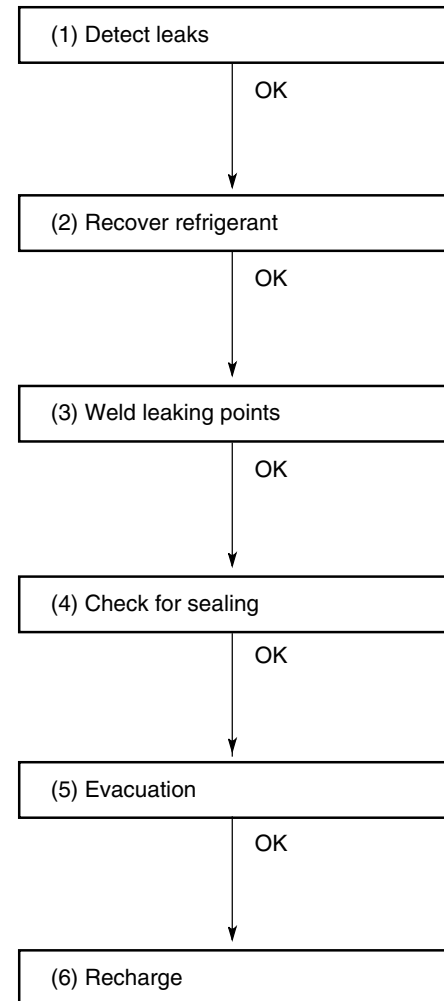 (1) Detect leaks
OK
(2) Recover refrigerant
OK
(3) Weld leaking points
OK
(4) Check for sealing
OK
(5) Evacuation
OK
(6) Recharge